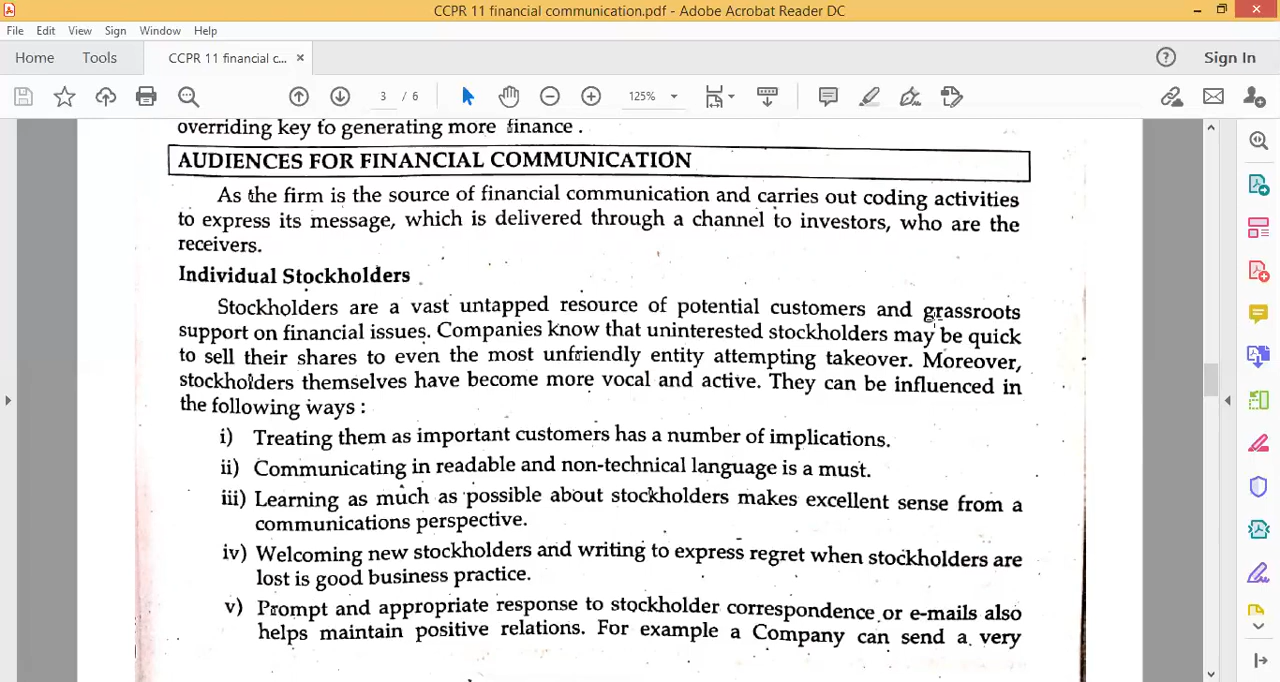 CCPR 11 financial communication.pdf - Adobe Acrobat Reader DC
File Edit View Sign Window Help
Home Tools CCPR 11 financial c... × Sign In
3 / 6 125%
overriding key to generating more finance .
AUDIENCES FOR FINANCIAL COMMUNICATION
As the firm is the source of financial communication and carries out coding activities
to express its message, which is delivered through a channel to investors, who are the
receivers.
Individual Stockholders
Stockholders are a vast untapped resource of potential customers and grassroots
support on financial issues. Companies know that uninterested stockholders may be quick
to sell their shares to even the most unfriendly entity attempting takeover. Moreover,
stockholders themselves have become more vocal and active. They can be influenced in
the following ways :
i) Treating them as important customers has a number of implications.
ii) Communicating in readable and non-technical language is a must.
iii) Learning as much as possible about stockholders makes excellent sense from a
communications perspective.
iv) Welcoming new stockholders and writing to express regret when stockholders are
lost is good business practice.
v) Prompt and appropriate response to stockholder correspondence or e-mails also
helps maintain positive relations. For example a Company can send a very